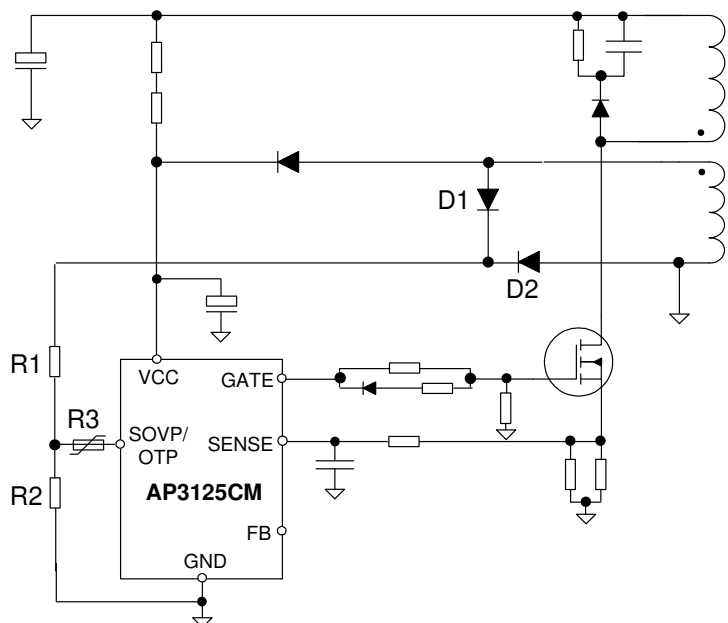 D1
D2
R1
VCC
GATE
R3
SOVP/
OTP
SENSE
R2
AP3125CM
FB
GND